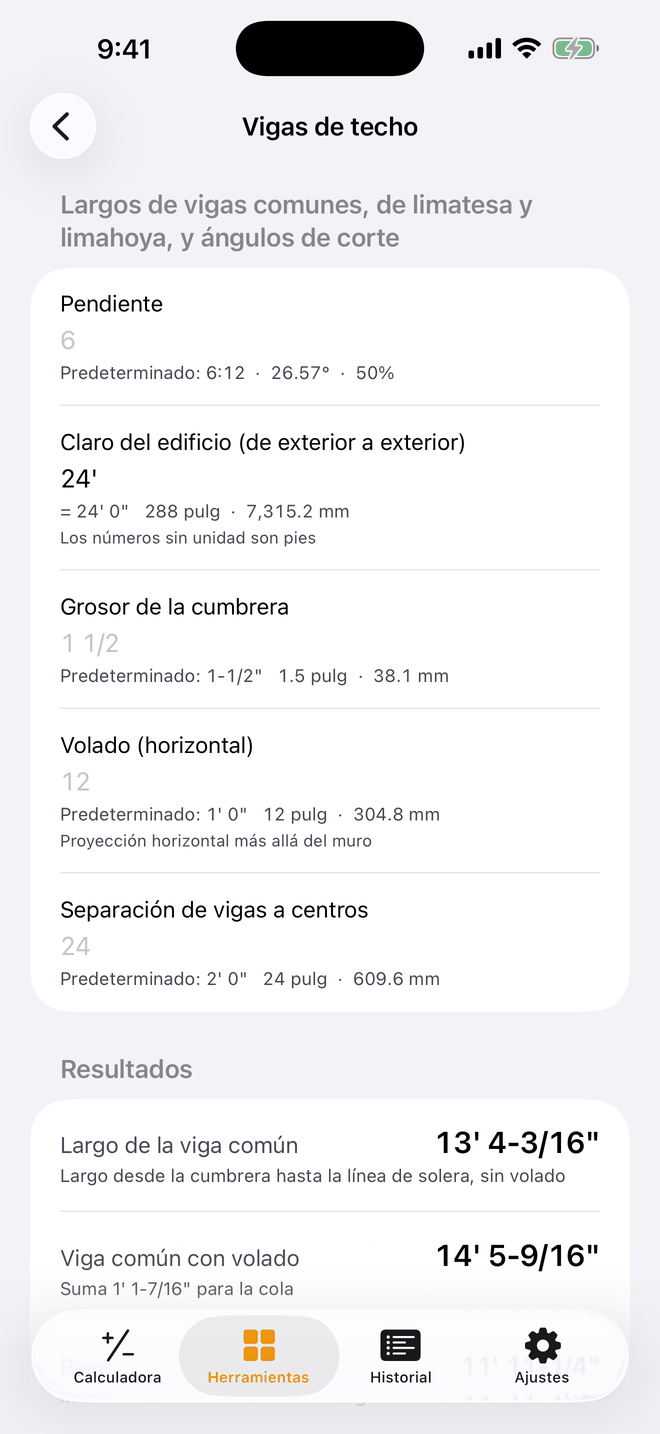 9:41
Vigas de techo
Largos de vigas comunes, de limatesa y
limahoya, y ángulos de corte
Pendiente
6
Predeterminado: 6:12 · 26.57° · 50%
Claro del edificio (de exterior a exterior)
24'
= 24' 0" 288 pulg · 7,315.2 mm
Los números sin unidad son pies
Grosor de la cumbrera
1 1/2
Predeterminado: 1-1/2" 1.5 pulg · 38.1 mm
Volado (horizontal)
12
Predeterminado: 1' 0" 12 pulg · 304.8 mm
Proyección horizontal más allá del muro
Separación de vigas a centros
24
Predeterminado: 2' 0" 24 pulg · 609.6 mm
Resultados
Largo de la viga común 13' 4-3/16"
Largo desde la cumbrera hasta la línea de solera, sin volado
Viga común con volado 14' 5-9/16"
Suma 1' 1-7/16" para la cola
Calculadora Herramientas Historial Ajustes